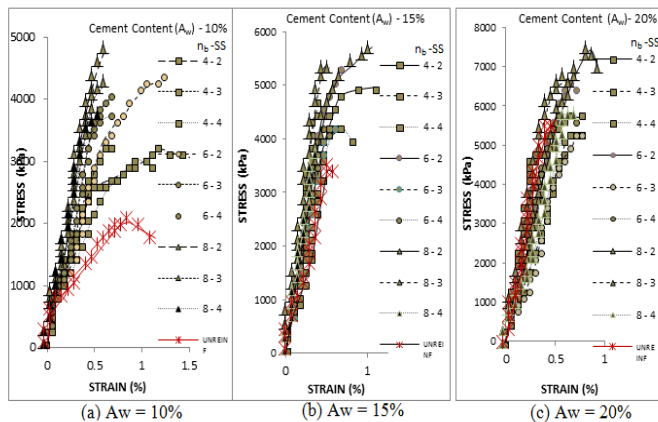 Cement Content (Aw) - 10%
nb -SS
5000
4000
3000
2000
1000
0
0.5
1
1.5
STRESS (kPa)
STRAIN (%)
4 - 2
4 - 3
4 - 4
6 - 2
6 - 3
6 - 4
8 - 2
8 - 3
8 - 4
UNREIN
F
(a) Aw = 10%
Cement Content (Aw) - 15%
nb -SS
6000
5000
4000
3000
2000
1000
0
0
1
STRESS (kPa)
STRAIN (%)
4 - 2
4 - 3
4 - 4
6 - 2
6 - 3
6 - 4
8 - 2
8 - 3
8 - 4
UNRE
INF
(b) Aw = 15%
Cement Content (Aw) - 20%
nb -SS
8000
7000
6000
5000
4000
3000
2000
1000
0
0
0.5
1
STRESS (kPa)
STRAIN (%)
4 - 2
4 - 3
4 - 4
6 - 2
6 - 3
6 - 4
8 - 2
8 - 3
8 - 4
UNRE
INF
(c) Aw = 20%